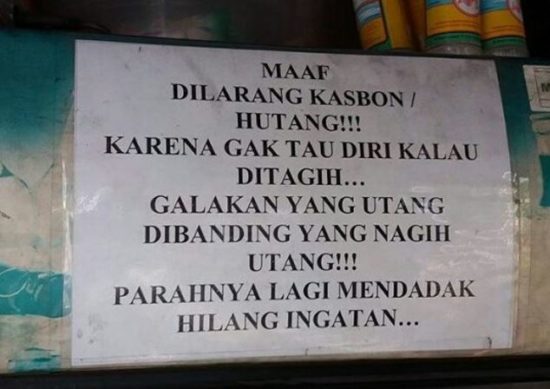 MAAF
DILARANG KASBON /
HUTANG!!!
KARENA GAK TAU DIRI KALAU
DITAGIH...
GALAKAN YANG UTANG
DIBANDING YANG NAGIH
UTANG!!!
PARAHNYA LAGI MENDADAK
HILANG INGATAN...